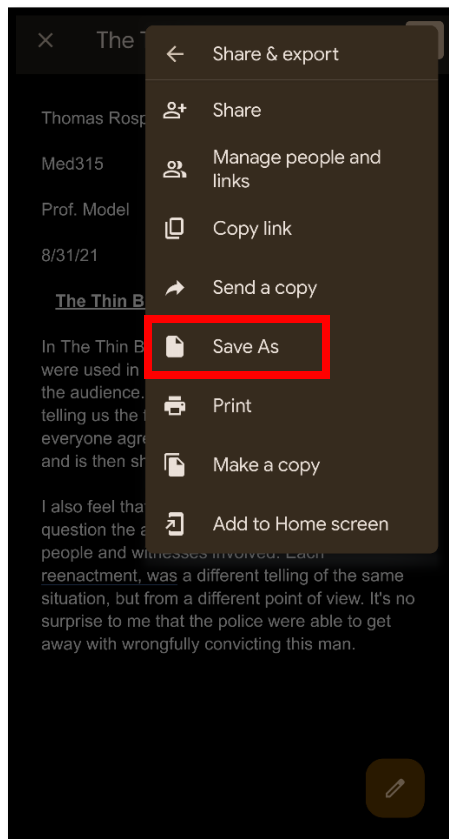 The
Share & export
Share
Manage people and
links
Copy link
Send a copy
Save As
Print
Make a copy
Add to Home screen
Thomas
Med315
Prof. Model
8/31/21
The Thin
In The Thin
were used in
the audience.
telling us the
everyone
and is then
I also feel
question the
people and witnesses involved. Each
reenactment, was a different telling of the same
situation, but from a different point of view. It's no
surprise to me that the police were able to get
away with wrongfully convicting this man.